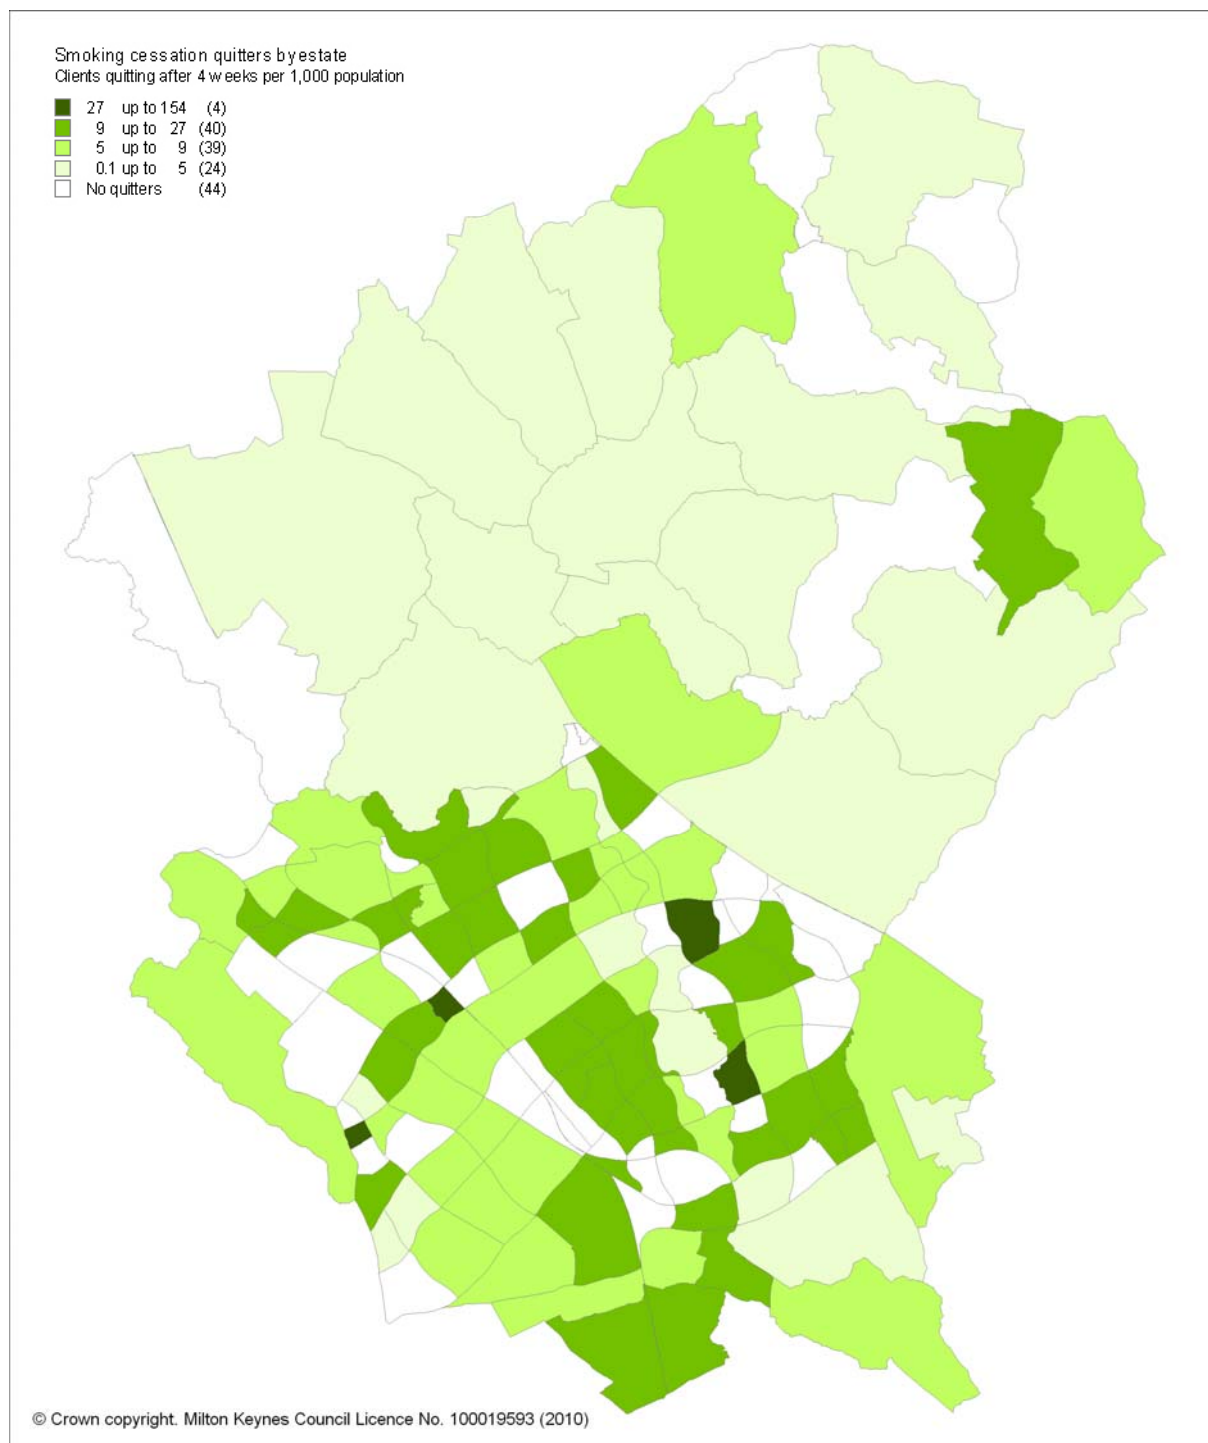 Smoking cessation quitters by estate
Clients quitting after 4 weeks per 1,000 population
27 up to 154 (4)
9 up to 27 (40)
5 up to 9 (39)
0.1 up to 5 (24)
No quitters (44)
© Crown copyright. Milton Keynes Council Licence No. 100019593 (2010)